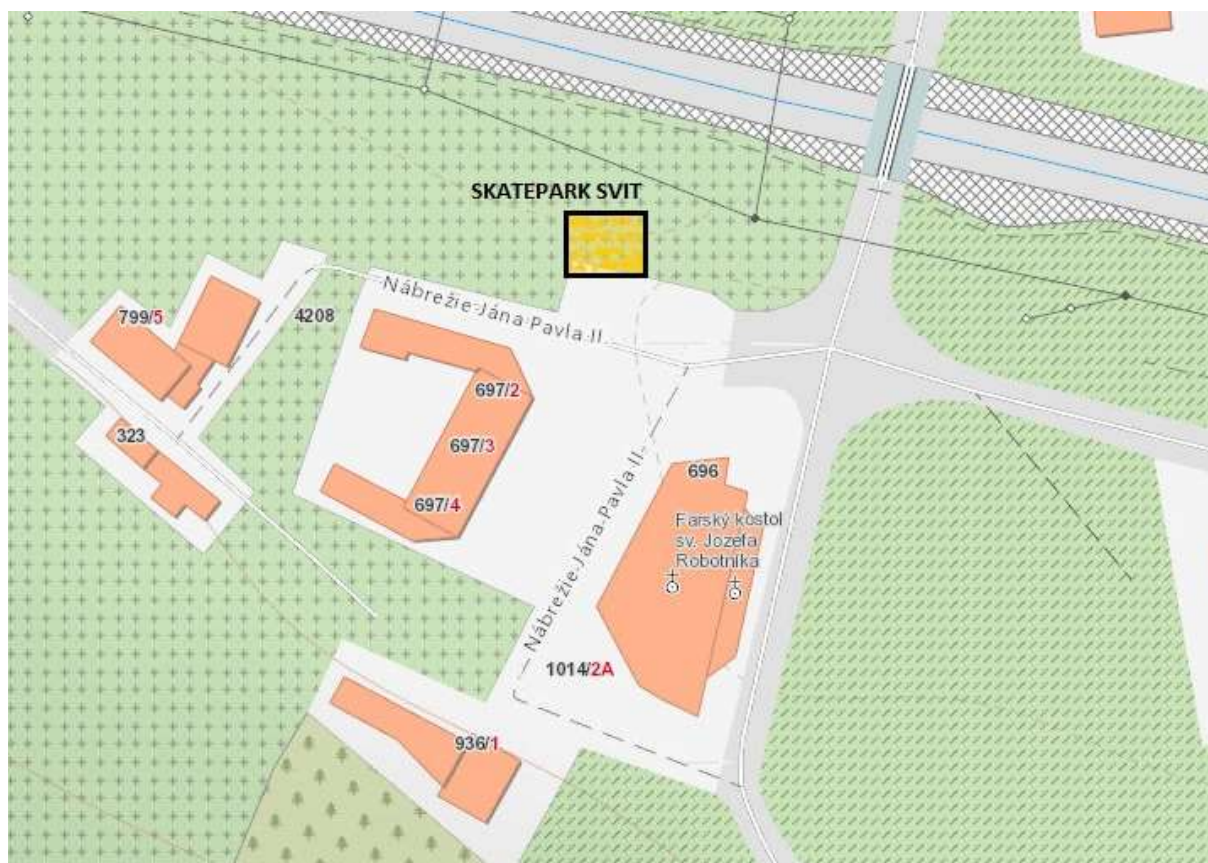 SKATEPARK SVIT
Nábrežie Jána Pavla II.
799/5
4208
697/2
323
697/3
696
697/4
Farský kostol
sv. Jozefa
Robotníka
Nábrežie Jána Pavla II.
1014/2A
936/1